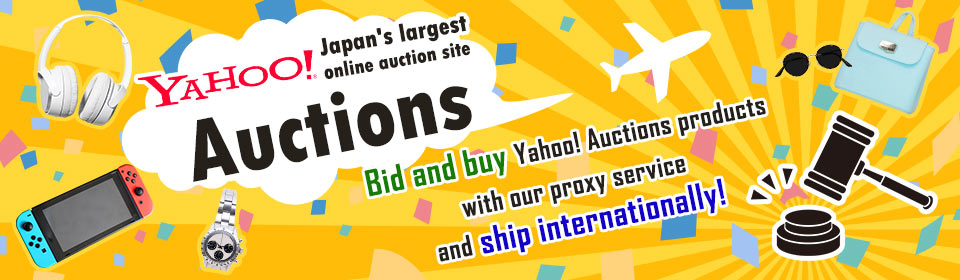 YAHOO!
Japan's largest
online auction site
Auctions
Bid and buy Yahoo! Auctions products
with our proxy service
and ship internationally!